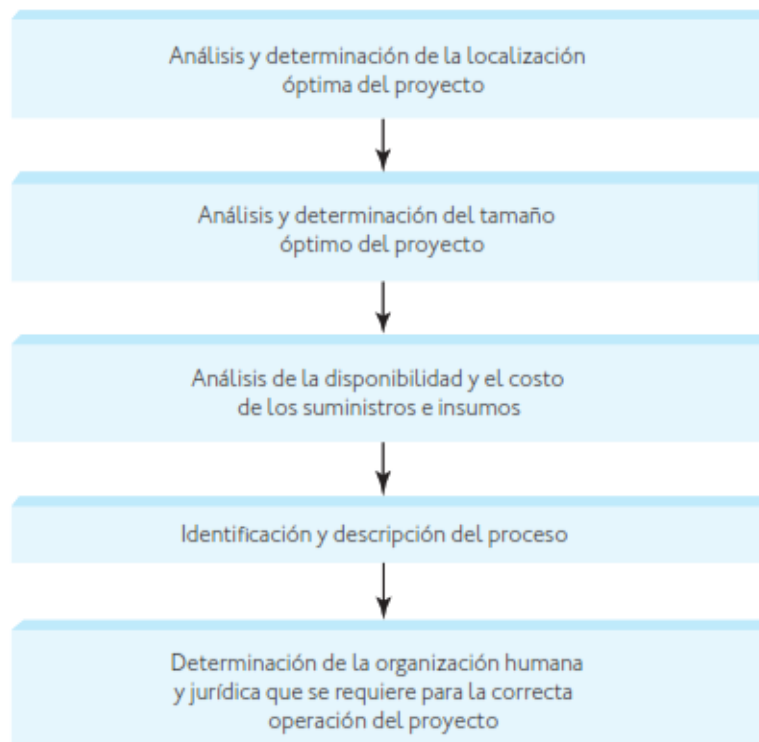 Análisis y determinación de la localización
óptima del proyecto
Análisis y determinación del tamaño
óptimo del proyecto
Análisis de la disponibilidad y el costo
de los suministros e insumos
Identificación y descripción del proceso
Determinación de la organización humana
y jurídica que se requiere para la correcta
operación del proyecto